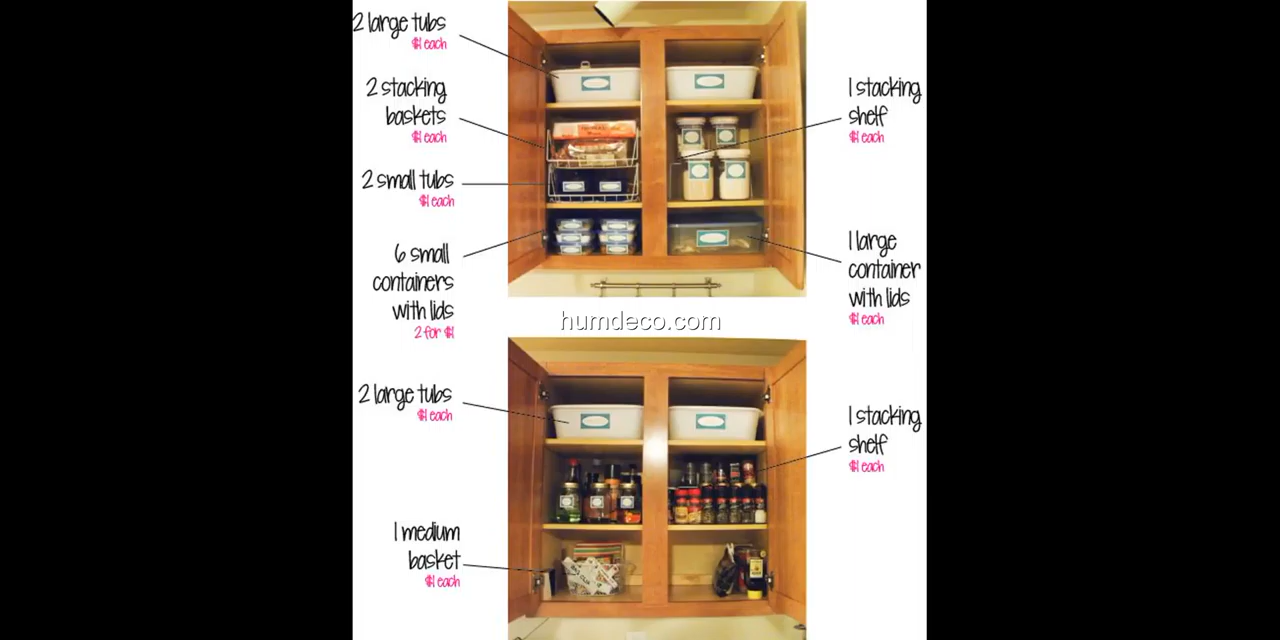 2 large tubs
$1 each
2 stacking
baskets
$1 each
2 small tubs
$1 each
6 small
containers
with lids
2 for $1
1 stacking
shelf
$1 each
1 large
container
with lids
$1 each
humdeco.com
2 large tubs
$1 each
1 medium
basket
$1 each
1 stacking
shelf
$1 each